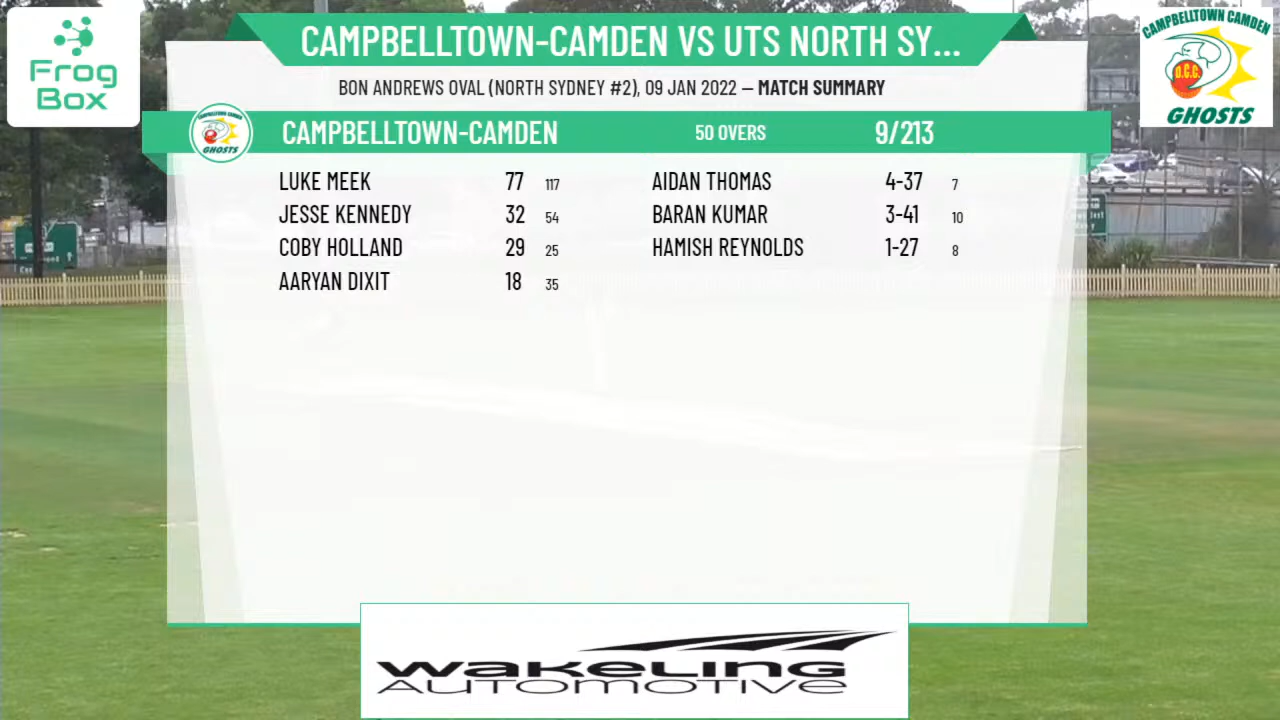 Frog
Box
CAMPBELLTOWN-CAMDEN VS UTS NORTH SY...
CAMPBELLTOWN CAMDEN
D.C.C.
GHOSTS
BON ANDREWS OVAL (NORTH SYDNEY #2), 09 JAN 2022 – MATCH SUMMARY
CAMPBELLTOWN CAMDEN
GHOSTS
CAMPBELLTOWN-CAMDEN 50 OVERS 9/213
LUKE MEEK 77 117 AIDAN THOMAS 4-37 7
JESSE KENNEDY 32 54 BARAN KUMAR 3-41 10
COBY HOLLAND 29 25 HAMISH REYNOLDS 1-27 8
AARYAN DIXIT 18 35
WAKELING
AUTOMOTIVE